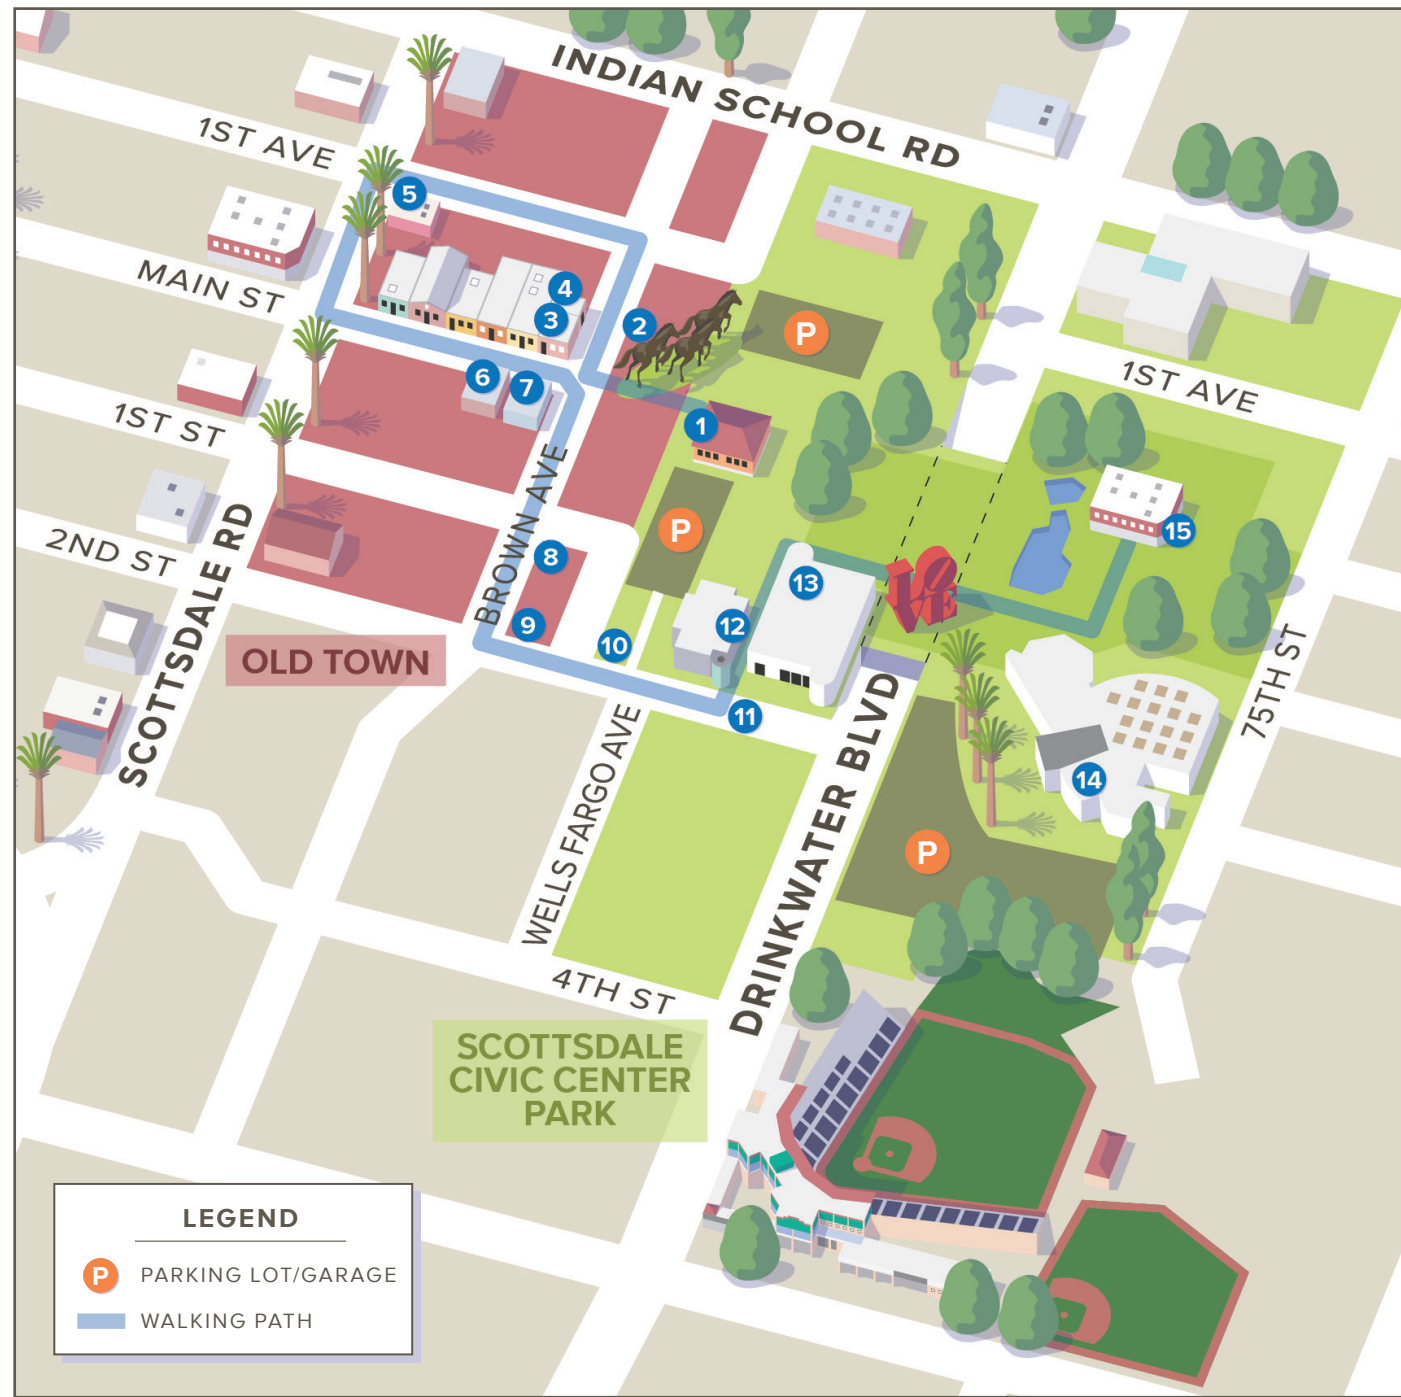 INDIAN SCHOOL RD
1ST AVE
5
MAIN ST
4
3
2
P
1ST AVE
6
7
1
1ST ST
BROWN AVE
P
15
2ND ST
8
SCOTTSDALE RD
13
LOVE
9
12
10
OLD TOWN
11
75TH ST
DRINKWATER BLVD
14
WELLS FARGO AVE
P
4TH ST
SCOTTSDALE
CIVIC CENTER
PARK
LEGEND
P PARKING LOT/GARAGE
WALKING PATH